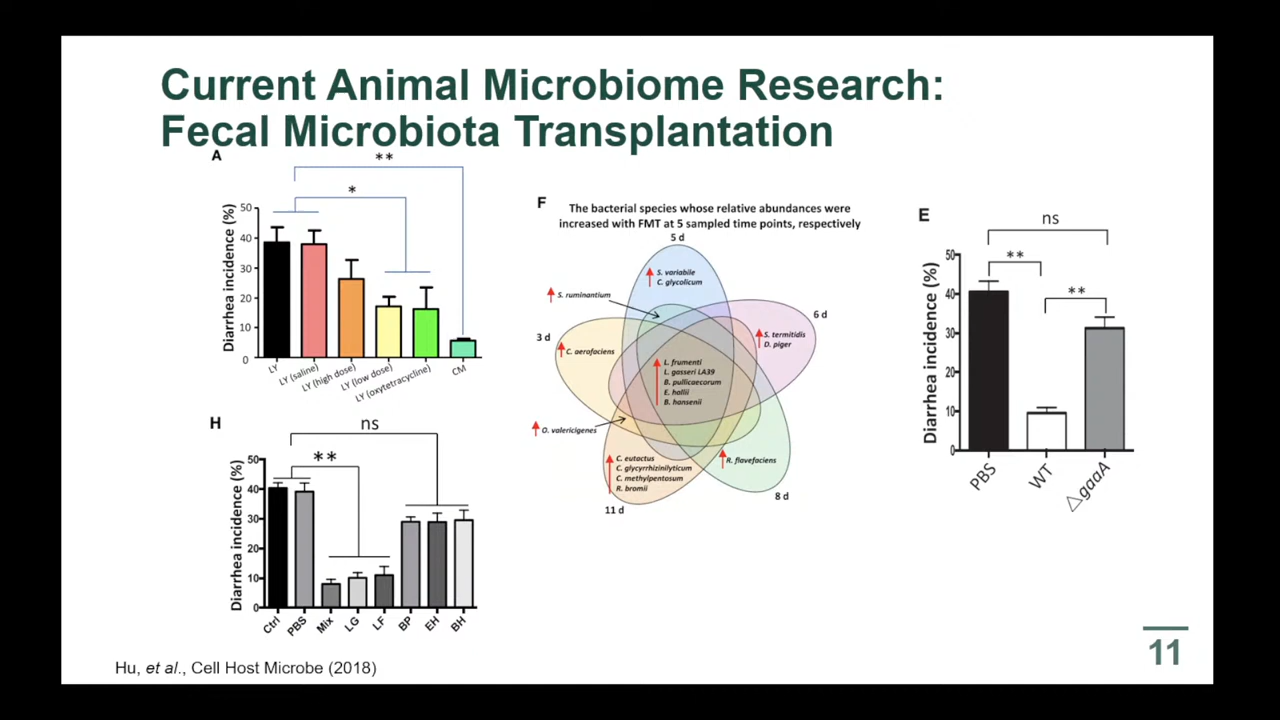 Current Animal Microbiome Research:
Fecal Microbiota Transplantation
A
**
*
Diarrhea incidence (%)
50
40
30
20
10
0
LY
LY (saline)
LY (high dose)
LY (low dose)
LY (oxytetracycline)
CM
H
ns
**
Diarrhea incidence (%)
50
40
30
20
10
0
Ctrl
PBS
Mix
LG
LF
BP
EH
BH
F
The bacterial species whose relative abundances were
increased with FMT at 5 sampled time points, respectively
5 d
S. variabile
C. glycolicum
S. ruminantium
6 d
S. termitidis
D. piger
3 d
C. aerofaciens
L. frumenti
L. gasseri LA39
B. pullicaecorum
E. hallii
B. hansenii
O. valericigenes
C. eutactus
C. glycyrrhizinilyticum
C. methylpentosum
R. bromii
R. flavefaciens
8 d
11 d
E
ns
**
**
Diarrhea incidence (%)
50
40
30
20
10
0
PBS
WT
△gaaA
Hu, et al., Cell Host Microbe (2018)
11